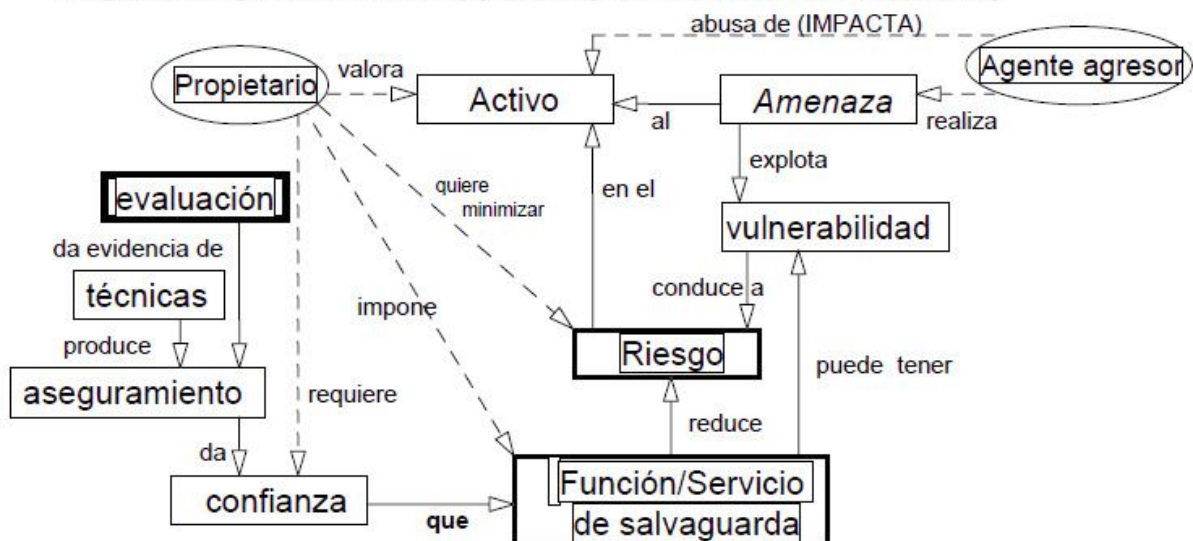 abusa de (IMPACTA)
Propietario
valora
Activo
Amenaza
Agente agresor
al
realiza
explota
evaluación
quiere
minimizar
en el
vulnerabilidad
da evidencia de
técnicas
impone
conduce a
produce
Riesgo
puede tener
aseguramiento
requiere
reduce
da
confianza
que
Función/Servicio
de salvaguarda